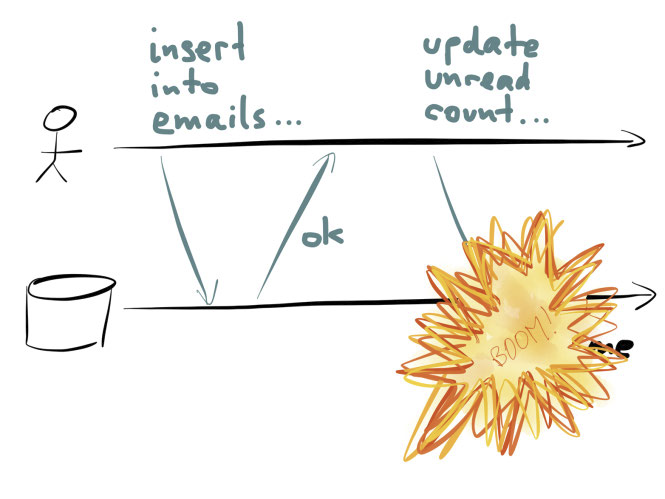 insert
into
emails...
update
unread
count...
ok
BOOM!